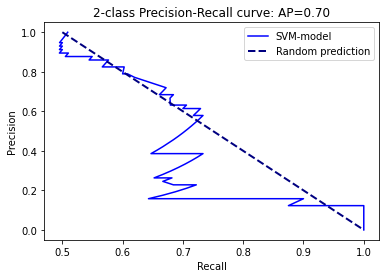 2-class Precision-Recall curve: AP=0.70
SVM-model
Random prediction
Precision
1.0
0.8
0.6
0.4
0.2
0.0
0.5 0.6 0.7 0.8 0.9 1.0
Recall